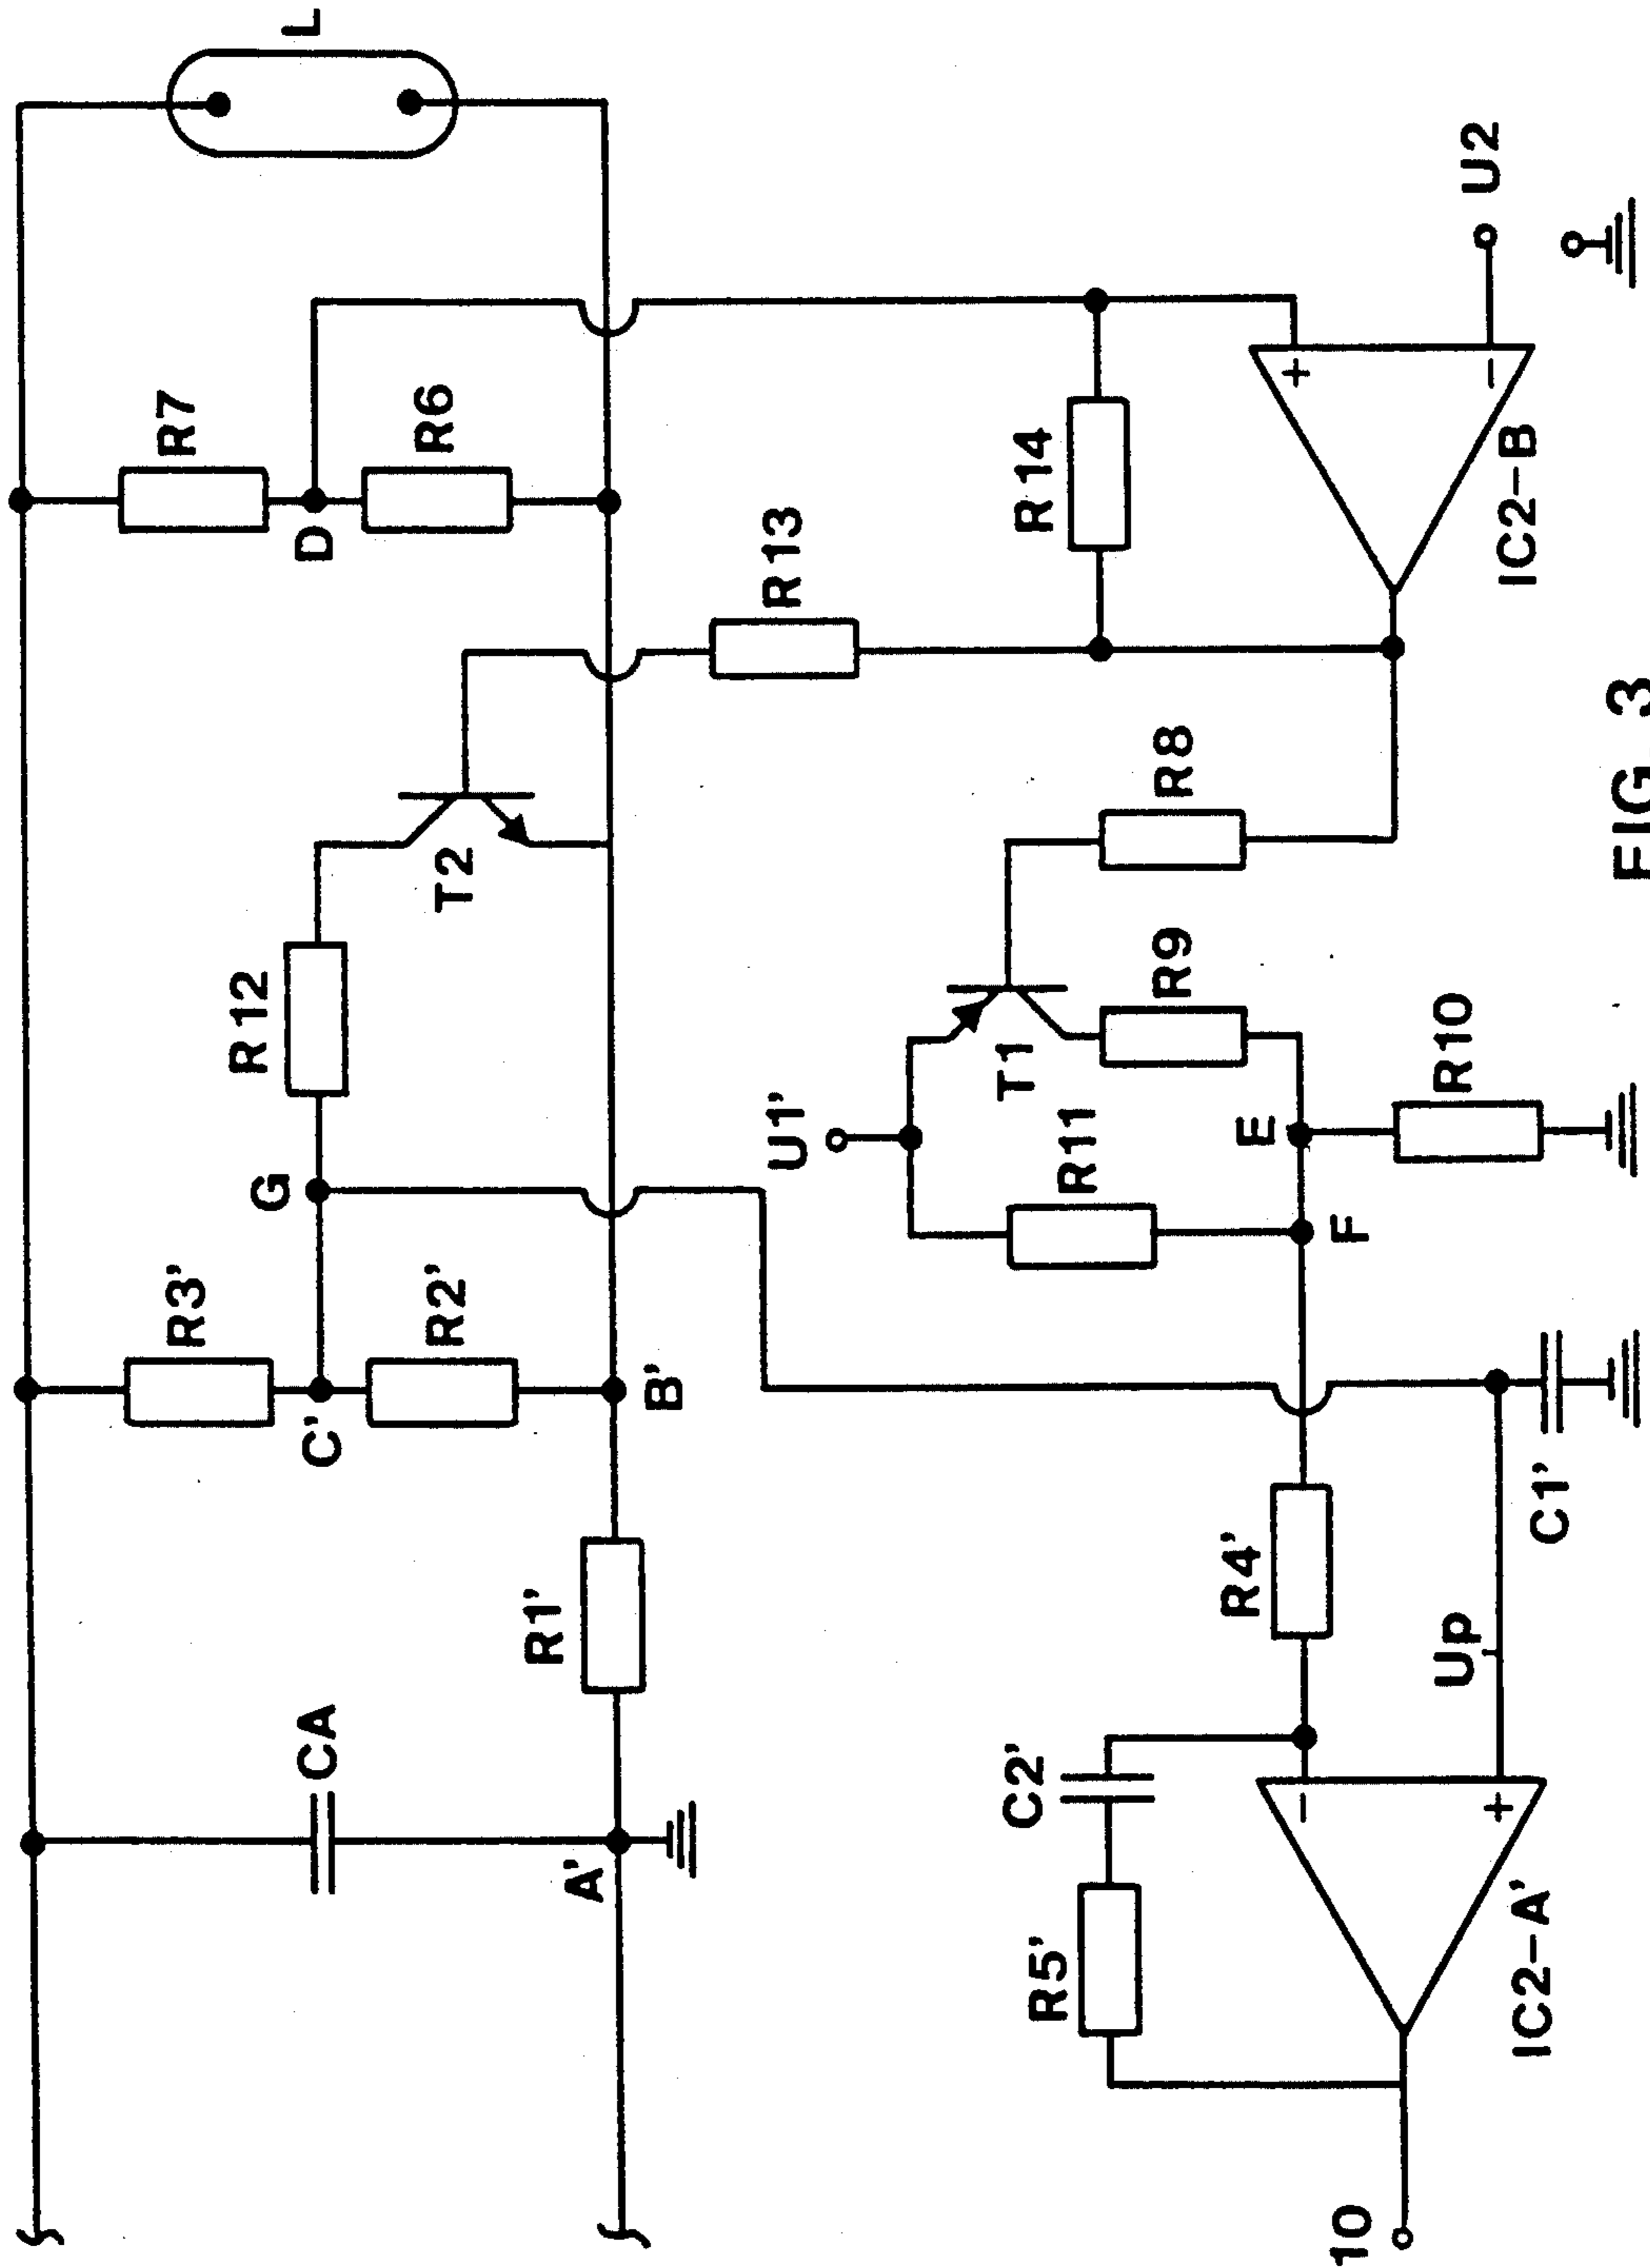 L
R7
D
R6
R14
R13
IC2-B
U2
R12
T2
G
R3'
C'
R2'
B'
U1'
R11
T1
R8
R9
E
R10
F
CA
R1'
A'
R4'
C1'
Up
C2'
R5'
IC2-A'
10
FIG. 3